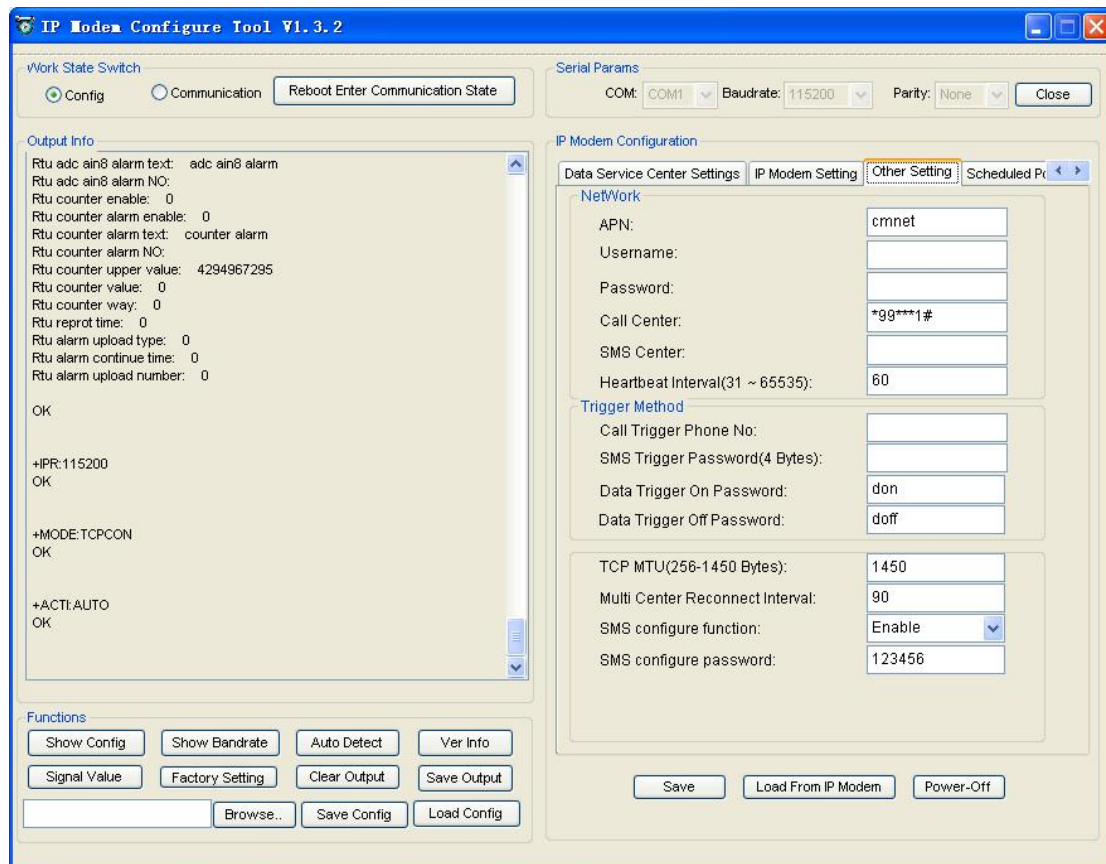 IP Modem Configure Tool V1.3.2
Work State Switch
Config Communication Reboot Enter Communication State
Serial Params
COM: COM1 Baudrate: 115200 Parity: None Close
Output Info
Rtu adc ain8 alarm text: adc ain8 alarm
Rtu adc ain8 alarm NO:
Rtu counter enable: 0
Rtu counter alarm enable: 0
Rtu counter alarm text: counter alarm
Rtu counter alarm NO:
Rtu counter upper value: 4294967295
Rtu counter value: 0
Rtu counter way: 0
Rtu reprot time: 0
Rtu alarm upload type: 0
Rtu alarm continue time: 0
Rtu alarm upload number: 0
OK
+IPR:115200
OK
+MODE:TCPCON
OK
+ACTI:AUTO
OK
Functions
Show Config Show Bandrate Auto Detect Ver Info
Signal Value Factory Setting Clear Output Save Output
Browse.. Save Config Load Config
IP Modem Configuration
Data Service Center Settings IP Modem Setting Other Setting Scheduled Po
NetWork
APN: cmnet
Username:
Password:
Call Center: *99***1#
SMS Center:
Heartbeat Interval(31 ~ 65535): 60
Trigger Method
Call Trigger Phone No:
SMS Trigger Password(4 Bytes):
Data Trigger On Password: don
Data Trigger Off Password: doff
TCP MTU(256-1450 Bytes): 1450
Multi Center Reconnect Interval: 90
SMS configure function: Enable
SMS configure password: 123456
Save Load From IP Modem Power-Off